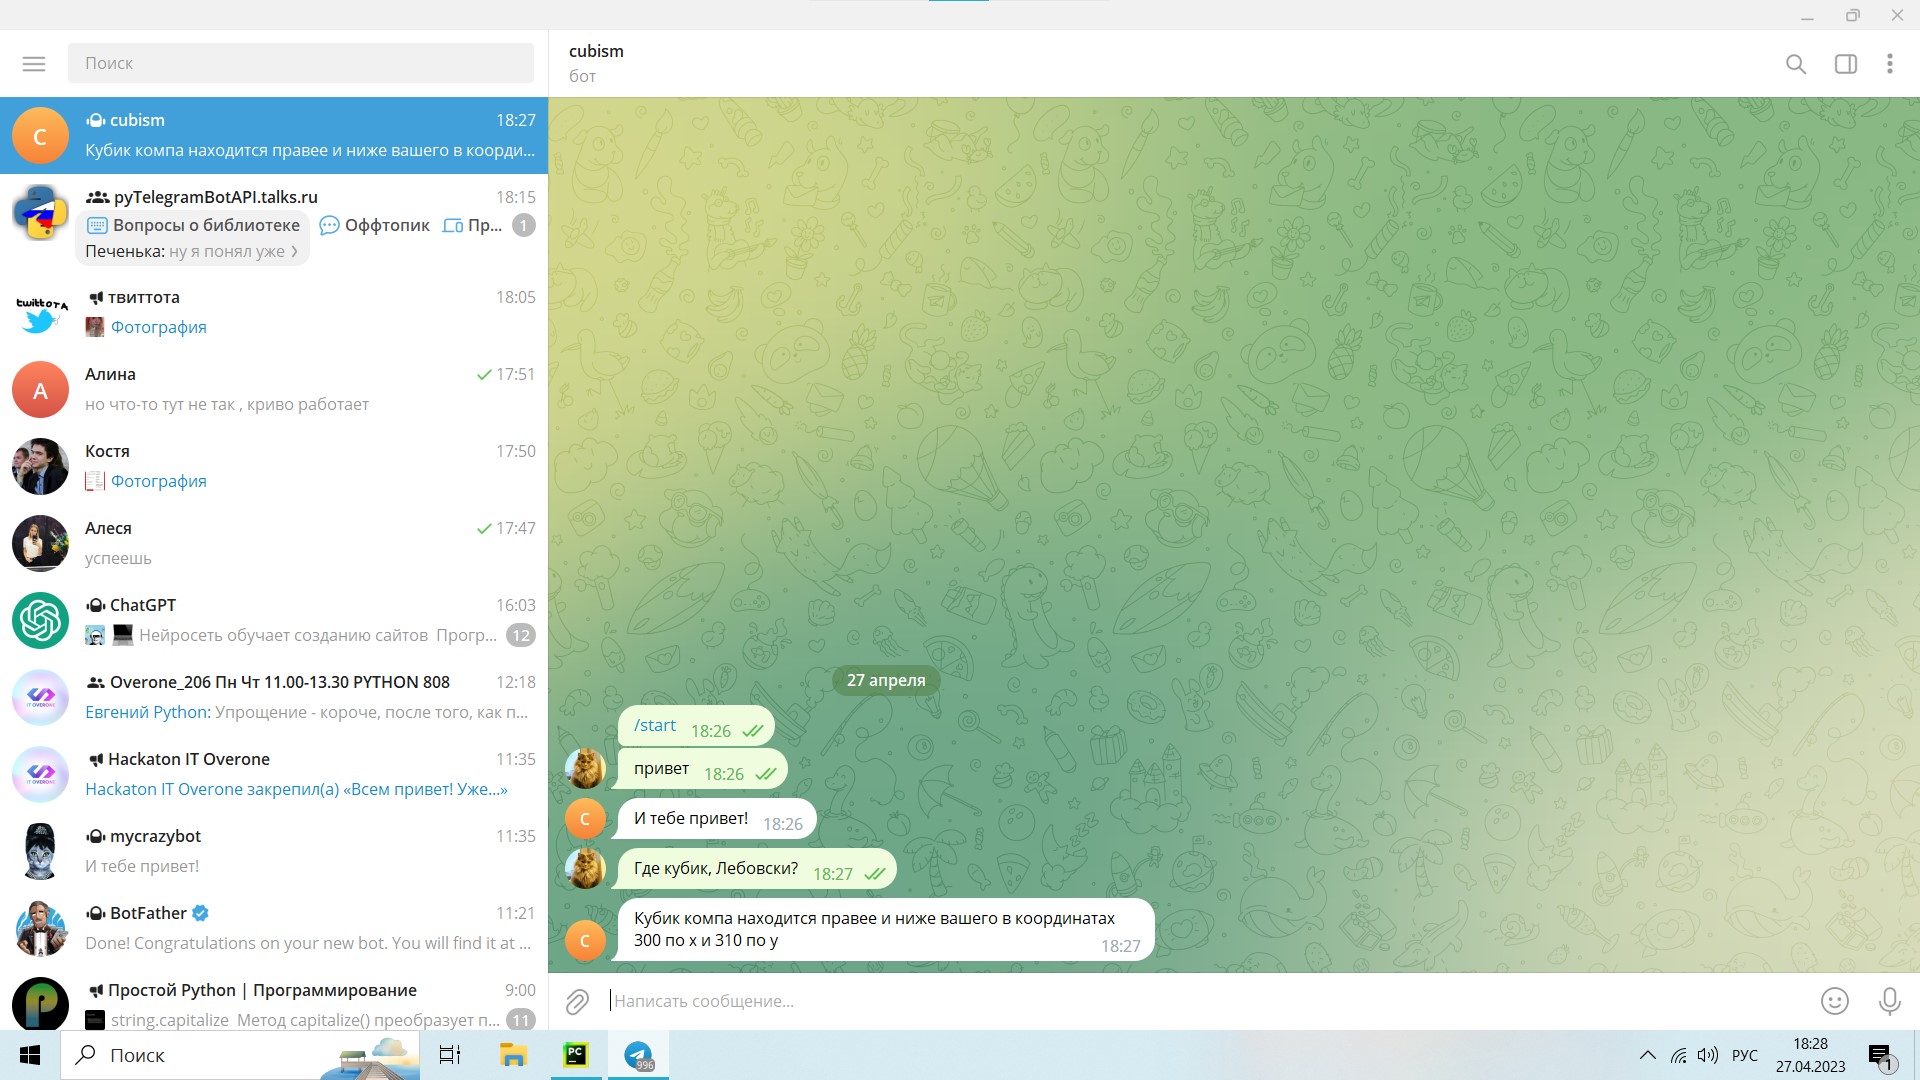 Поиск
cubism
бот
cubism 18:27
Кубик компа находится правее и ниже вашего в коорди...
pyTelegramBotAPI.talks.ru 18:15
Вопросы о библиотеке Оффтопик Пр... 1
Печенька: ну я понял уже
твиттота 18:05
Фотография
А
Алина 17:51
но что-то тут не так , криво работает
Костя 17:50
Фотография
Алеся 17:47
успеешь
ChatGPT 16:03
Нейросеть обучает созданию сайтов Прогр... 12
Overone_206 Пн Чт 11.00-13.30 PYTHON 808 12:18
Евгений Python: Упрощение - короче, после того, как п...
Hackaton IT Overone 11:35
Hackaton IT Overone закрепил(а) «Всем привет! Уже...»
mycrazybot 11:35
И тебе привет!
BotFather 11:21
Done! Congratulations on your new bot. You will find it at ...
Простой Python | Программирование 9:00
string.capitalize Метод capitalize() преобразует п... 11
27 апреля
/start 18:26
привет 18:26
C
И тебе привет! 18:26
Где кубик, Лебовски? 18:27
C
Кубик компа находится правее и ниже вашего в координатах
300 по x и 310 по y 18:27
Написать сообщение...
Поиск
PC
996
РУС
18:28
27.04.2023
1